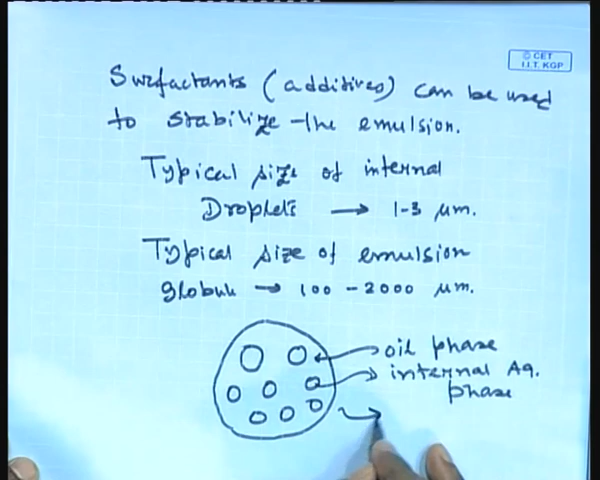 © CET
I.I.T. KGP
Surfactants (additives) can be used
to stabilize the emulsion.
Typical size of internal
Droplets → 1-3 μm.
Typical size of emulsion
globule → 100 - 2000 μm.
oil phase
internal Aq.
phase